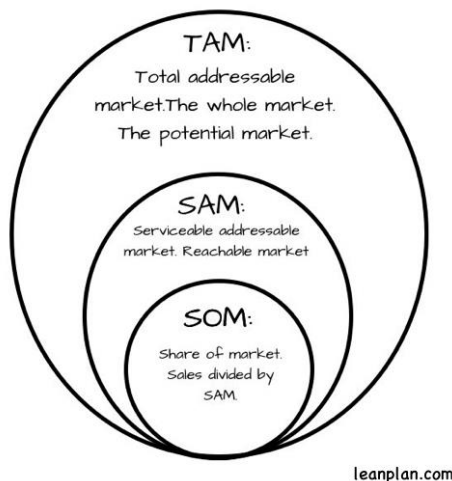 TAM:
Total addressable
market.The whole market.
The potential market.
SAM:
Serviceable addressable
market. Reachable market
SOM:
Share of market.
Sales divided by
SAM.
leanplan.com